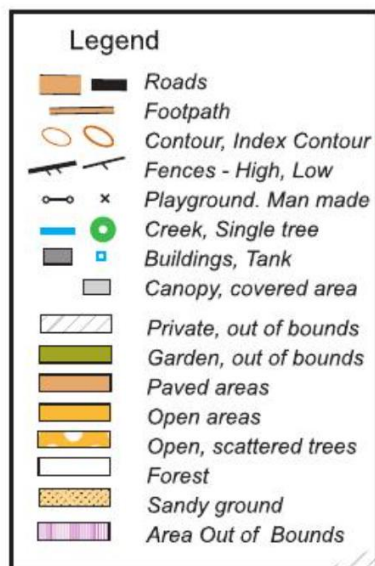 Legend
Roads
Footpath
Contour, Index Contour
Fences - High, Low
Playground. Man made
Creek, Single tree
Buildings, Tank
Canopy, covered area
Private, out of bounds
Garden, out of bounds
Paved areas
Open areas
Open, scattered trees
Forest
Sandy ground
Area Out of Bounds